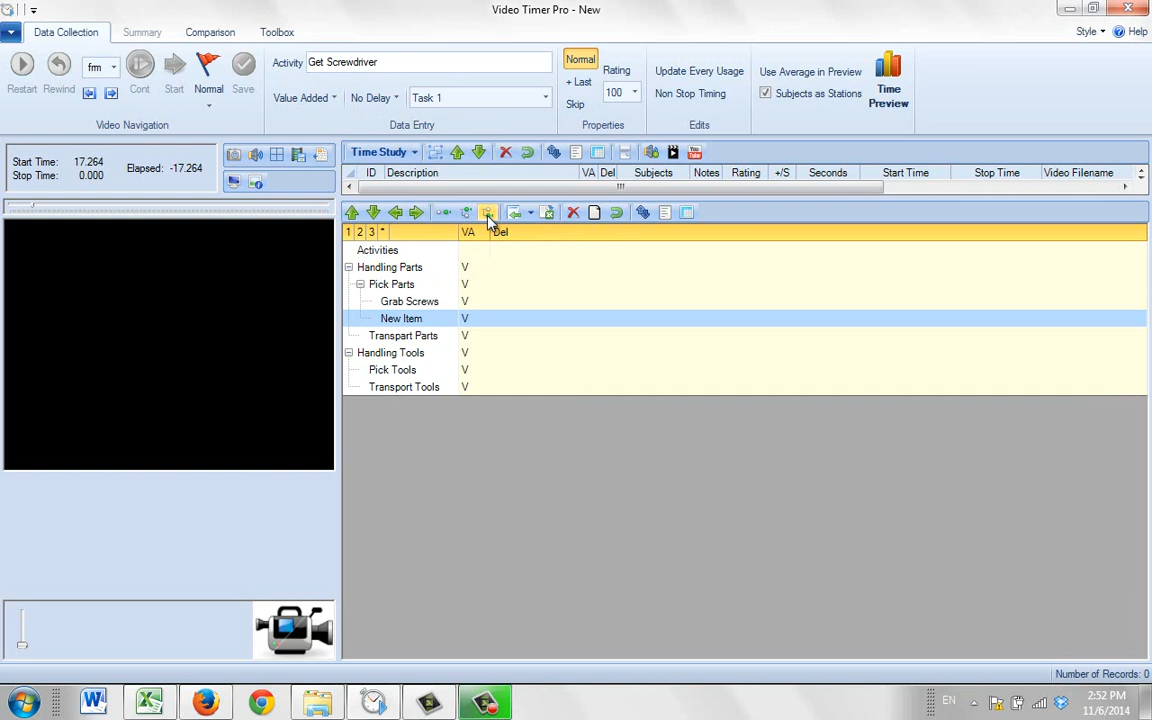 Video Timer Pro - New
Data Collection Summary Comparison Toolbox Style Help
Restart Rewind frm Cont Start Normal Save
Video Navigation
Activity Get Screwdriver
Value Added No Delay Task 1
Data Entry
Normal
+ Last
Skip
Rating
100
Properties
Update Every Usage
Non Stop Timing
Edits
Use Average in Preview
Subjects as Stations
Time Preview
Start Time: 17.264
Stop Time: 0.000
Elapsed: -17.264
Time Study
ID Description VA Del Subjects Notes Rating +/S Seconds Start Time Stop Time Video Filename
1 2 3 * VA Del
Activities
Handling Parts V
Pick Parts V
Grab Screws V
New Item V
Transpart Parts V
Handling Tools V
Pick Tools V
Transport Tools V
Number of Records: 0
EN
2:52 PM
11/6/2014